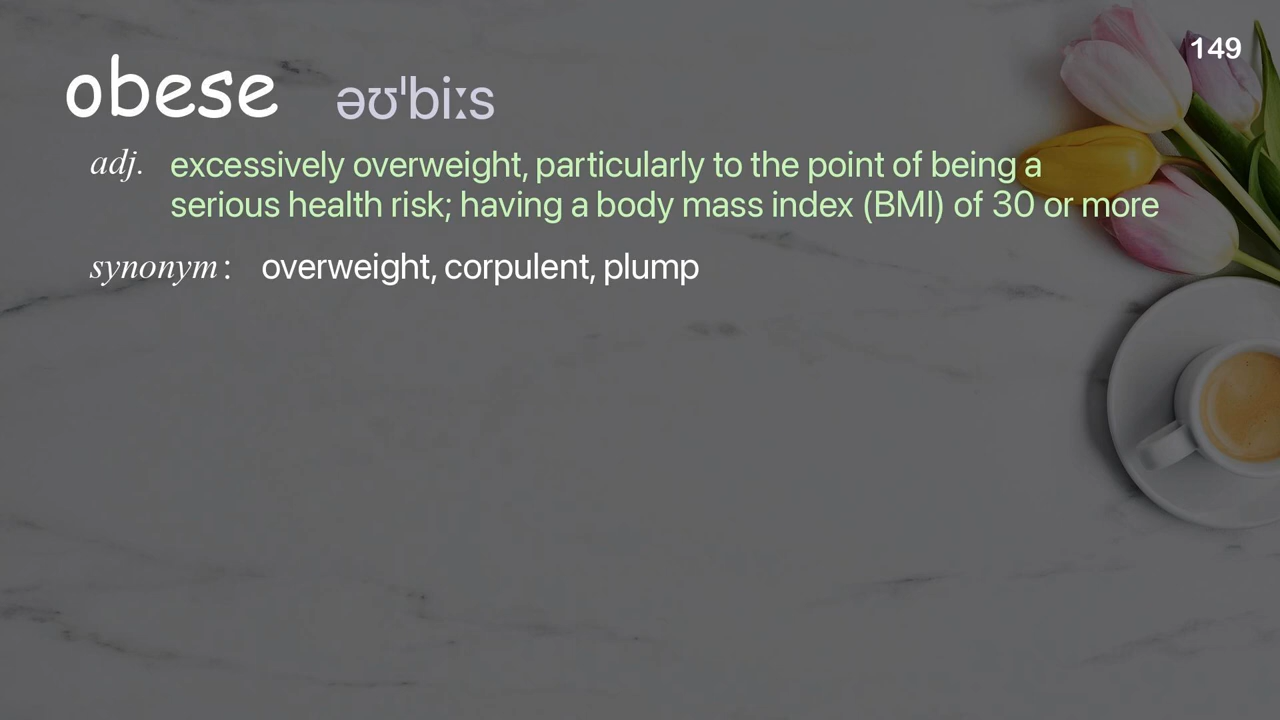 149
obese əʊˈbiːs
adj. excessively overweight, particularly to the point of being a
serious health risk; having a body mass index (BMI) of 30 or more
synonym: overweight, corpulent, plump